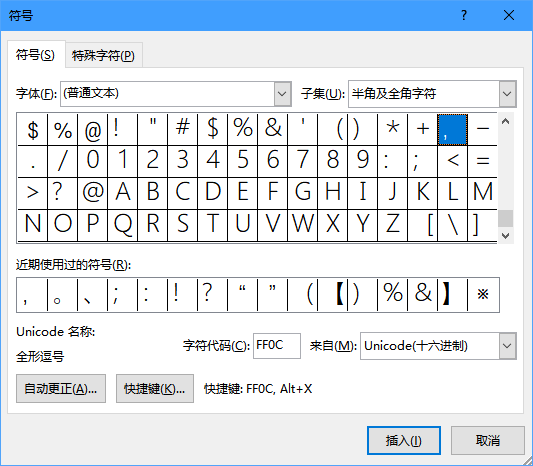 符号
符号(S) 特殊字符(P)
字体(F): (普通文本) 子集(U): 半角及全角字符
$ % @ ! " # $ % & ' ( ) * + , −
. / 0 1 2 3 4 5 6 7 8 9 : ; < =
> ? @ A B C D E F G H I J K L M
N O P Q R S T U V W X Y Z [ \ ]
近期使用过的符号(R):
, 。 、 ; : ! ? “ ” ( 【 ) % & 】 ※
Unicode 名称:
全形逗号
字符代码(C): FF0C 来自(M): Unicode(十六进制)
自动更正(A)... 快捷键(K)... 快捷键: FF0C, Alt+X
插入(I) 取消